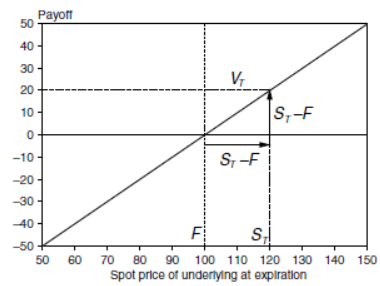 Payoff
50
40
30
20
10
0
−10
−20
−30
−40
−50
V_T
S_T−F
S_T−F
F
S_T
50 60 70 80 90 100 110 120 130 140 150
Spot price of underlying at expiration